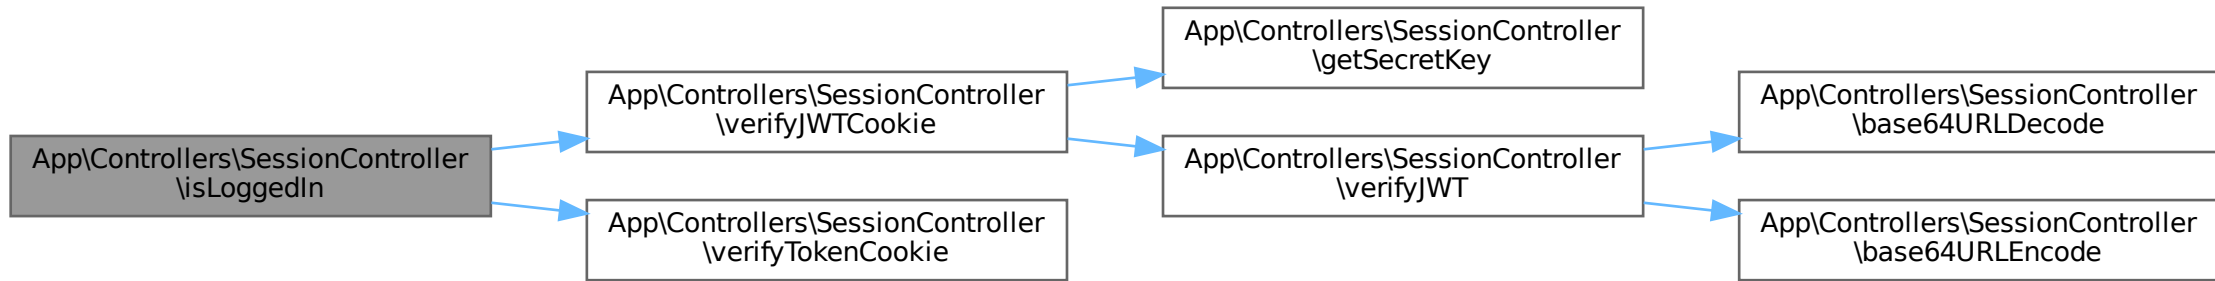 App\Controllers\SessionController
\isLoggedIn
App\Controllers\SessionController
\verifyJWTCookie
App\Controllers\SessionController
\verifyTokenCookie
App\Controllers\SessionController
\getSecretKey
App\Controllers\SessionController
\verifyJWT
App\Controllers\SessionController
\base64URLDecode
App\Controllers\SessionController
\base64URLEncode